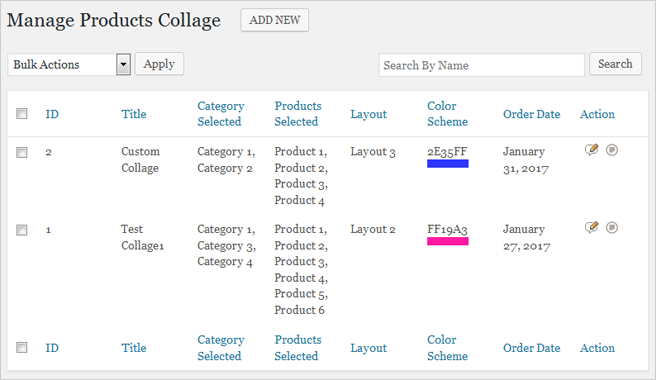 Manage Products Collage ADD NEW
Bulk Actions Apply Search By Name Search
ID Title Category Selected Products Selected Layout Color Scheme Order Date Action
2 Custom Collage Category 1, Category 2 Product 1, Product 2, Product 3, Product 4 Layout 3 2E35FF January 31, 2017
1 Test Collage1 Category 1, Category 3, Category 4 Product 1, Product 2, Product 3, Product 4, Product 5, Product 6 Layout 2 FF19A3 January 27, 2017
ID Title Category Selected Products Selected Layout Color Scheme Order Date Action